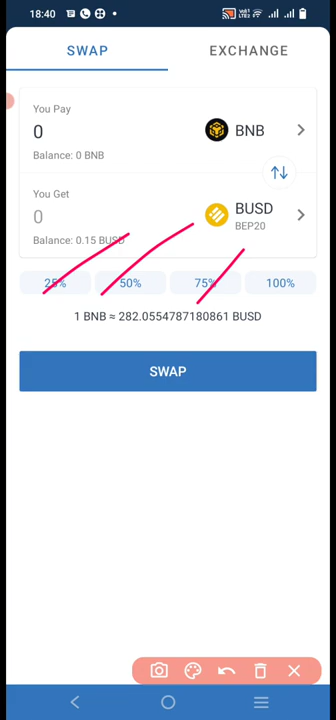 18:40
SWAP
EXCHANGE
You Pay
0
BNB
Balance: 0 BNB
You Get
0
BUSD
BEP20
Balance: 0.15 BUSD
25%
50%
75%
100%
1 BNB ≈ 282.0554787180861 BUSD
SWAP